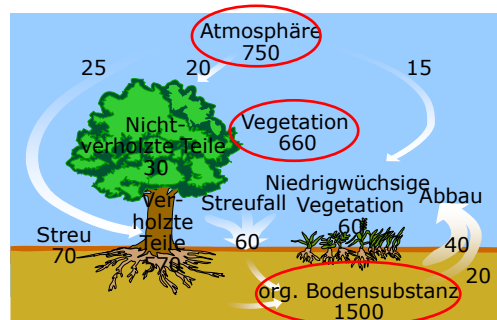 Atmosphäre
750
25
20
15
Nicht-
verholzte Teile
30
Vegetation
660
Ver-
holzte
Teile
Streufall
60
Niedrigwüchsige
Vegetation
60
Abbau
40
20
Streu
70
org. Bodensubstanz
1500